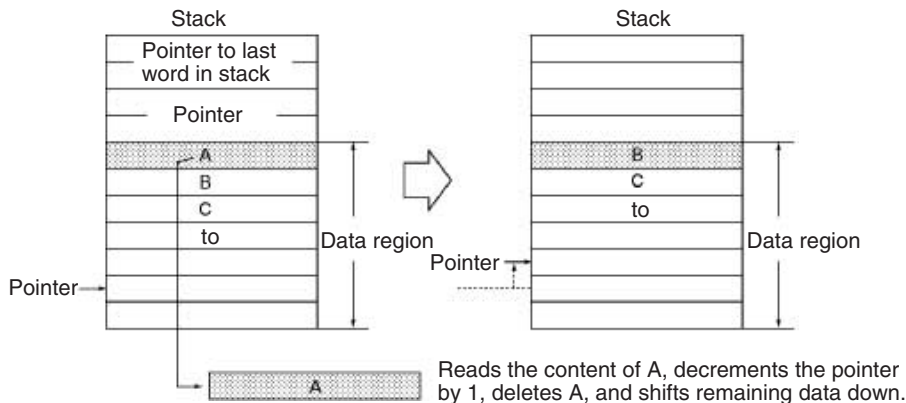 Stack
Pointer to last
word in stack
Pointer
A
B
C
to
Data region
Pointer
A
Stack
B
C
to
Data region
Pointer
Reads the content of A, decrements the pointer
by 1, deletes A, and shifts remaining data down.